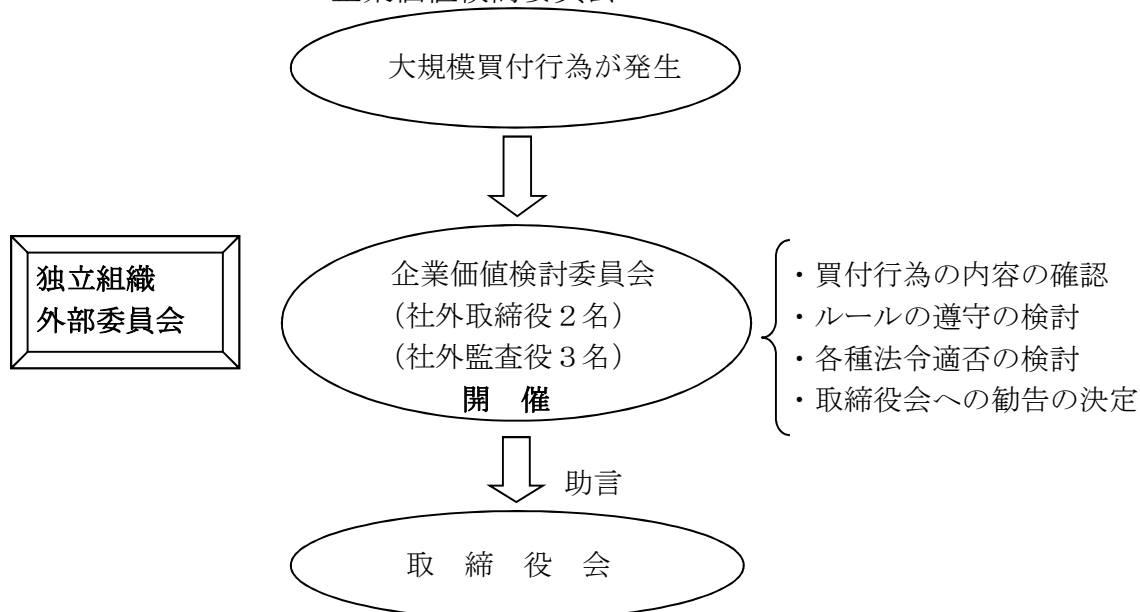 大規模買付行為が発生
独立組織
外部委員会
企業価値検討委員会
(社外取締役２名)
(社外監査役３名)
開　催
・買付行為の内容の確認
・ルールの遵守の検討
・各種法令適否の検討
・取締役会への勧告の決定
助言
取　締　役　会